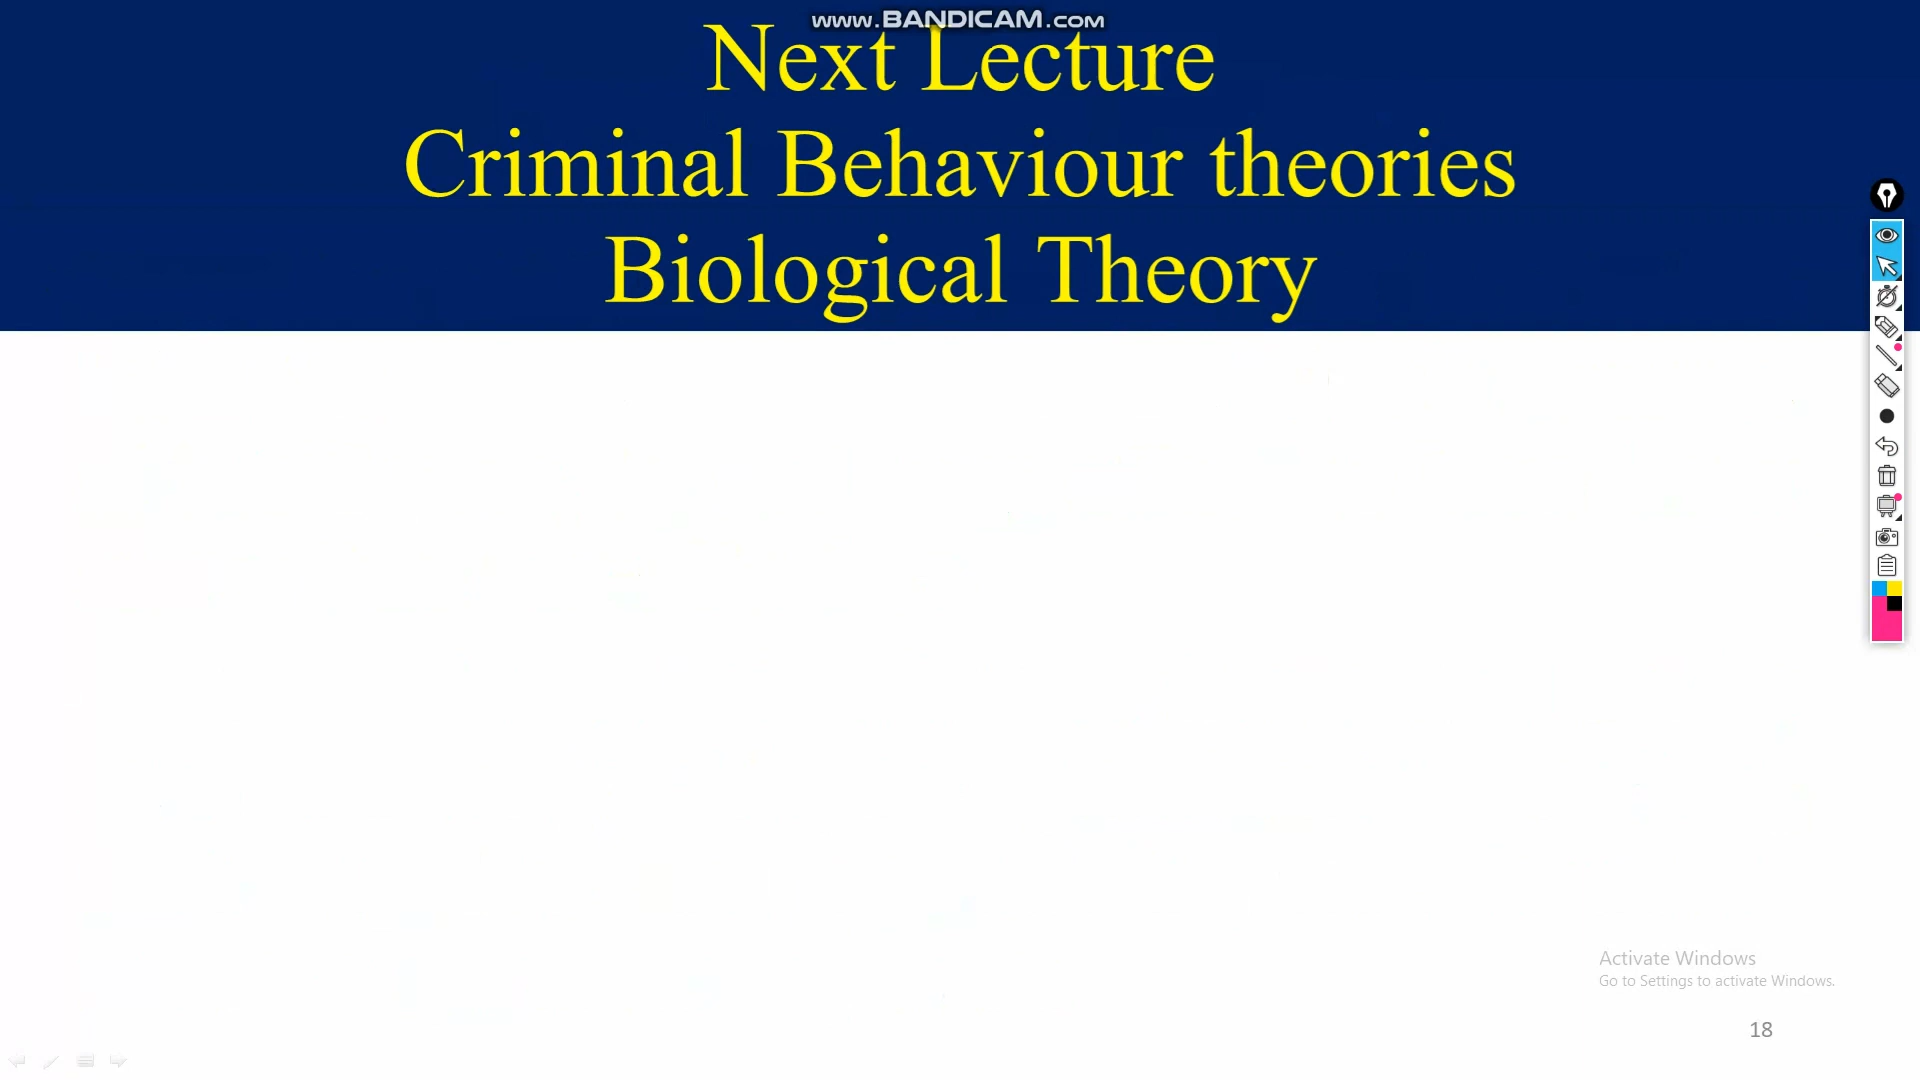 www.BANDICAM.com
Next Lecture
Criminal Behaviour theories
Biological Theory
Activate Windows
Go to Settings to activate Windows.
18